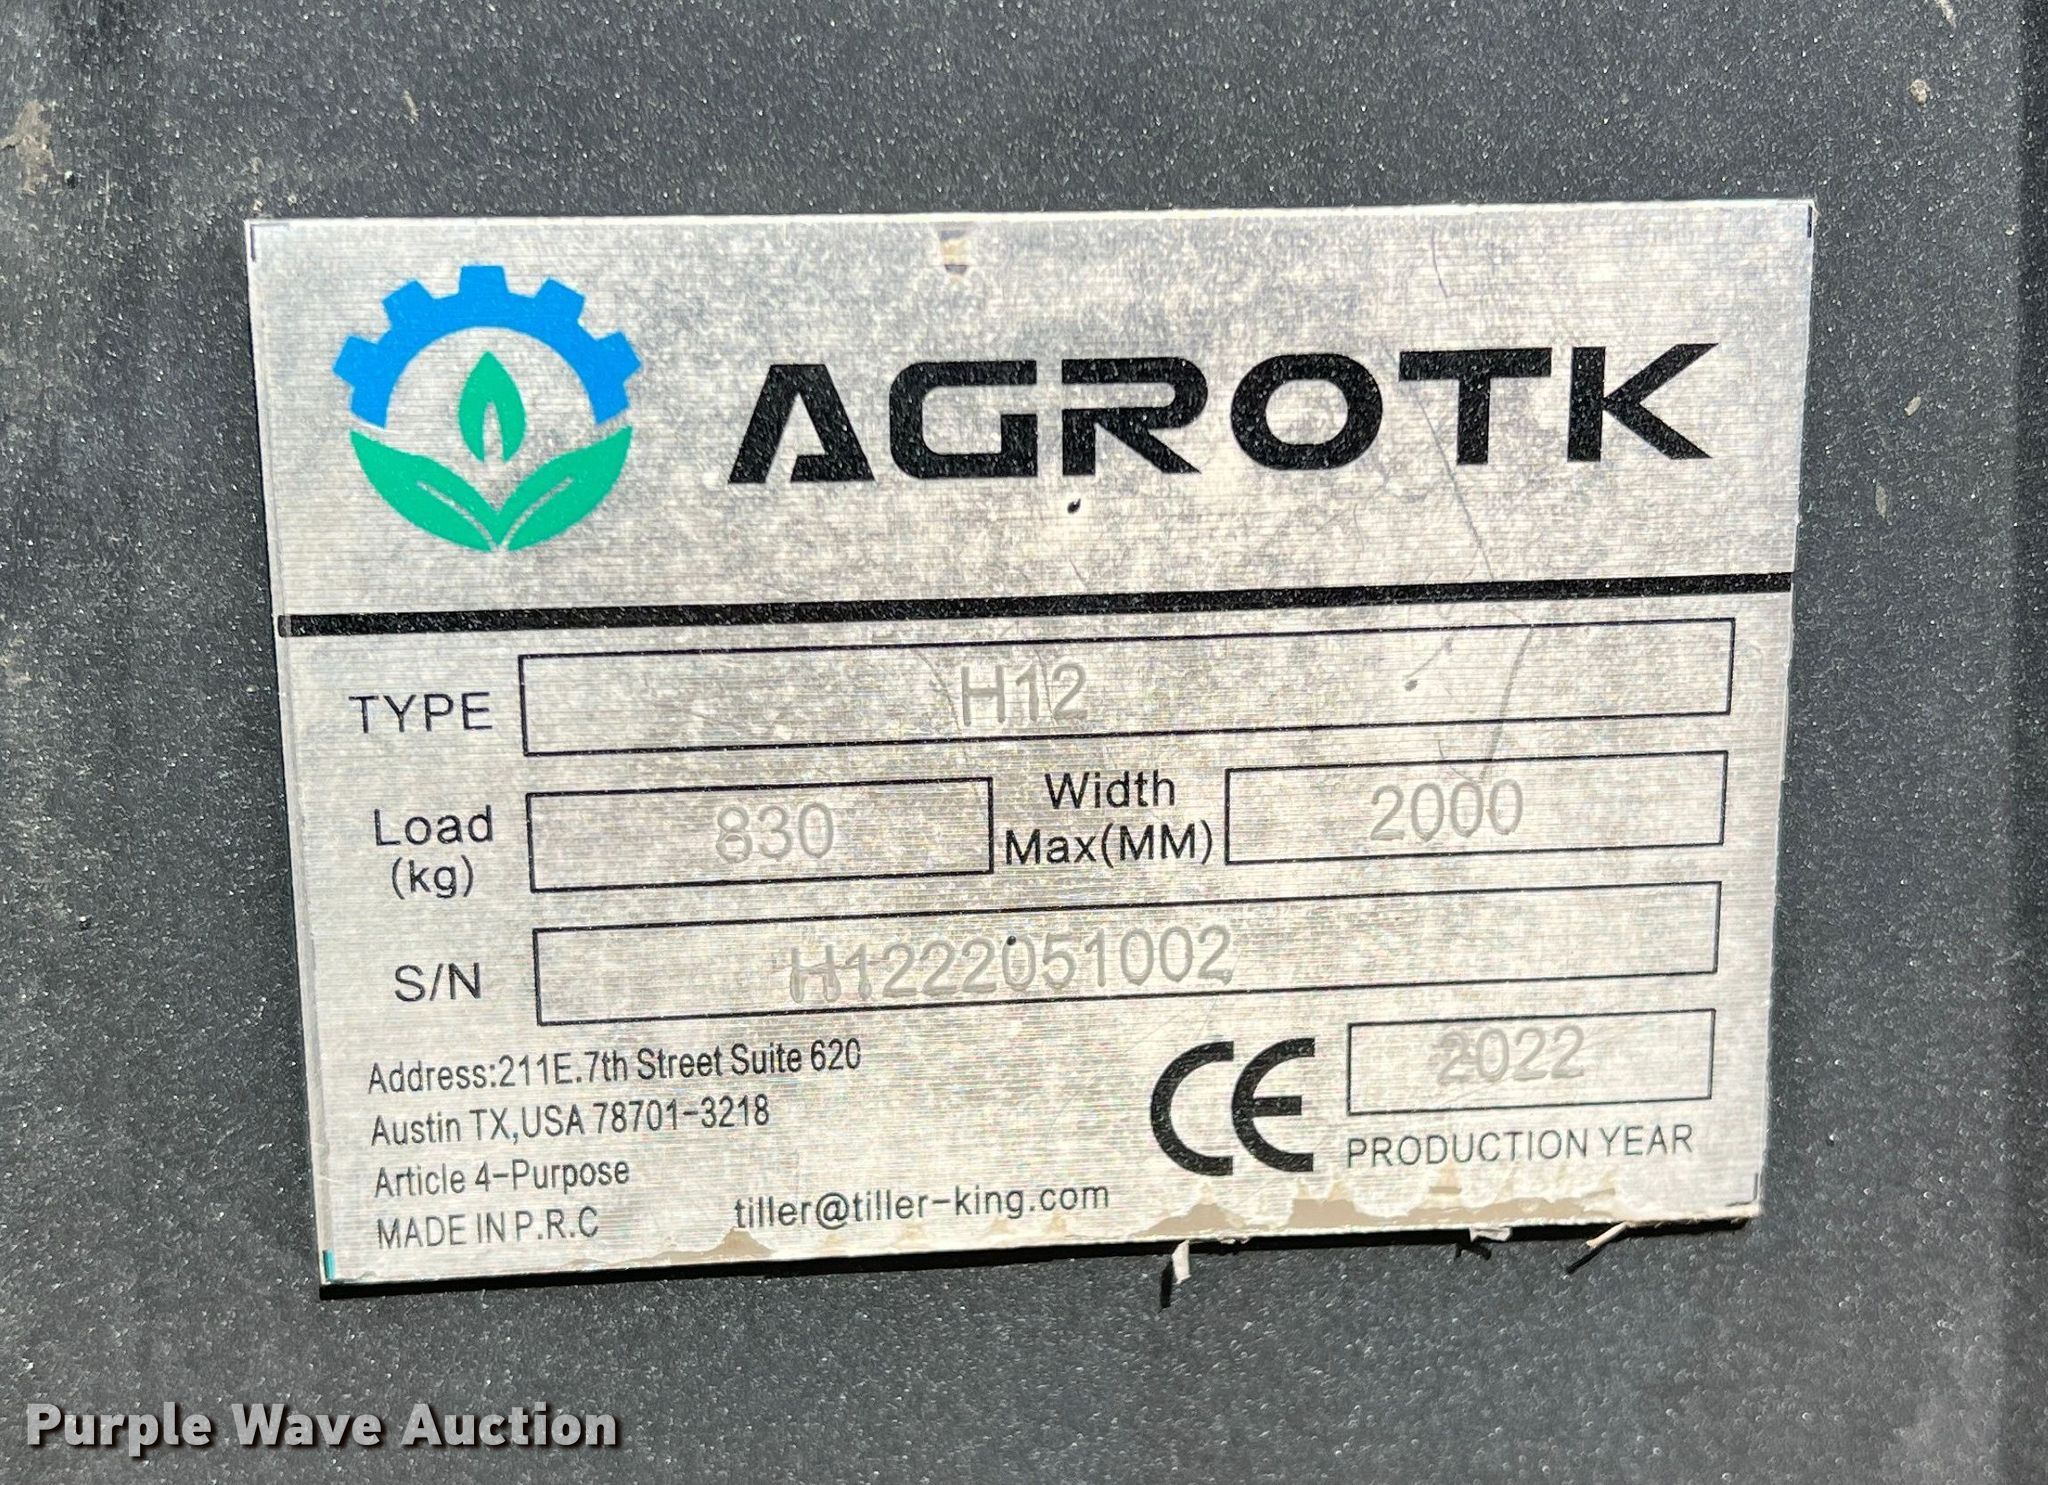 AGROTK
TYPE H12
Load (kg) 830 Width Max(MM) 2000
S/N H1222051002
Address:211E.7th Street Suite 620
Austin TX,USA 78701-3218
Article 4-Purpose
MADE IN P.R.C
tiller@tiller-king.com
CE
2022
PRODUCTION YEAR
Purple Wave Auction